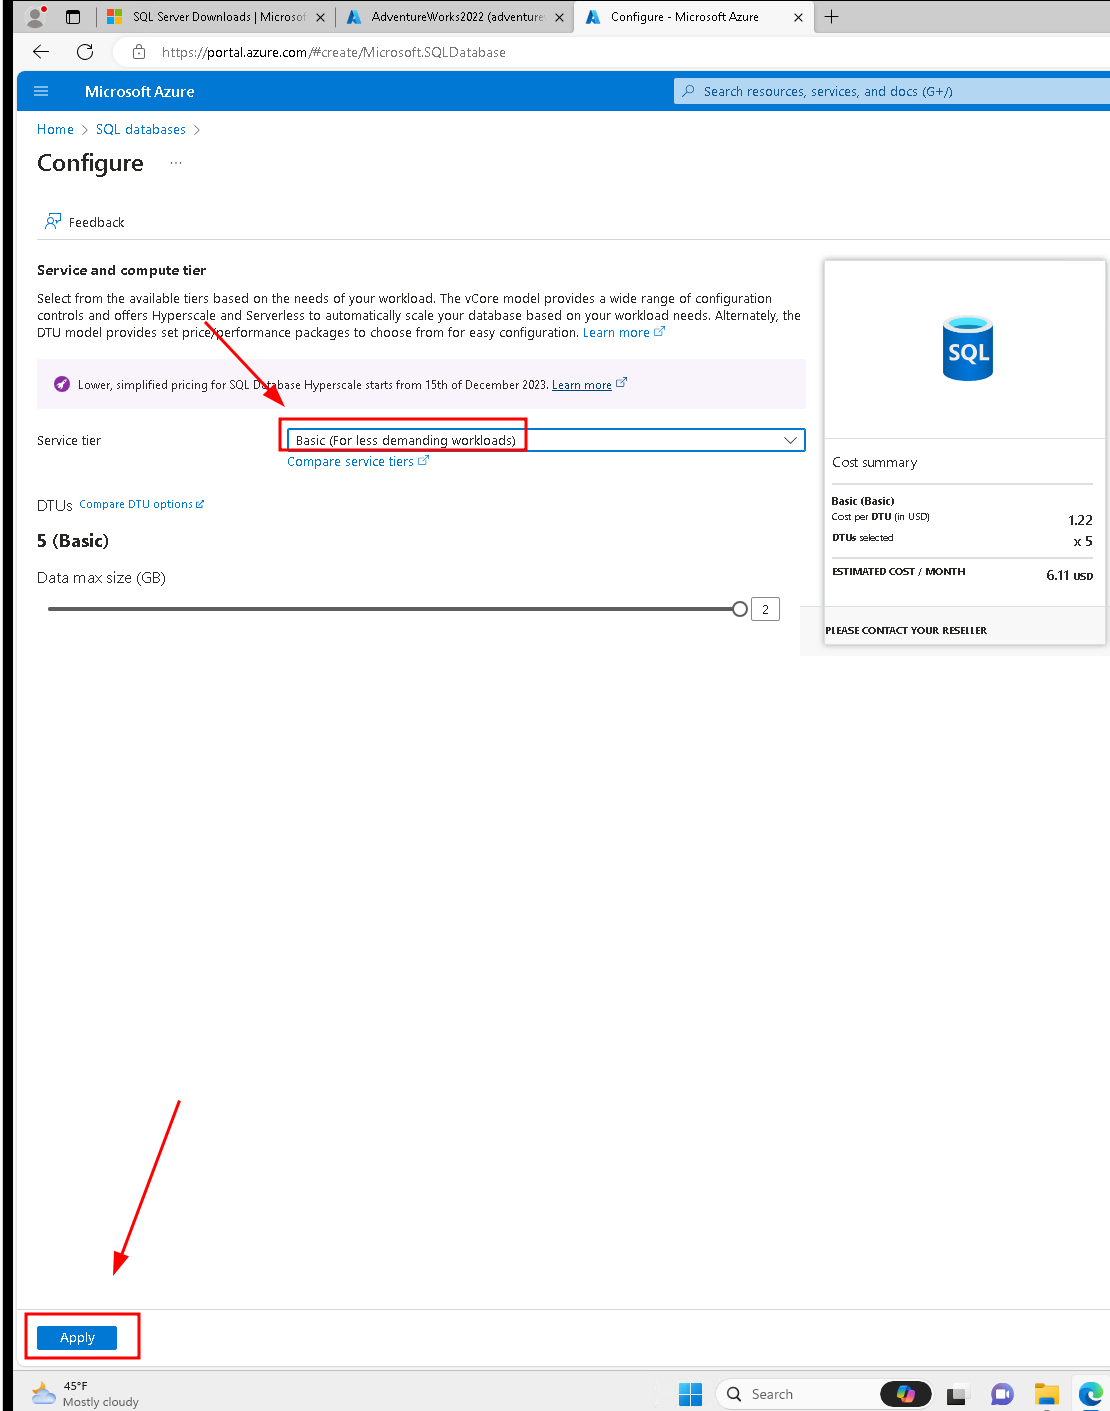 SQL Server Downloads | Microsof
AdventureWorks2022 (adventure
Configure - Microsoft Azure
https://portal.azure.com/#create/Microsoft.SQLDatabase
Microsoft Azure
Search resources, services, and docs (G+/)
Home > SQL databases >
Configure ...
Feedback
Service and compute tier
Select from the available tiers based on the needs of your workload. The vCore model provides a wide range of configuration
controls and offers Hyperscale and Serverless to automatically scale your database based on your workload needs. Alternately, the
DTU model provides set price/performance packages to choose from for easy configuration. Learn more
Lower, simplified pricing for SQL Database Hyperscale starts from 15th of December 2023. Learn more
Service tier
Basic (For less demanding workloads)
Compare service tiers
DTUs Compare DTU options
5 (Basic)
Data max size (GB)
2
SQL
Cost summary
Basic (Basic)
Cost per DTU (in USD) 1.22
DTUs selected x 5
ESTIMATED COST / MONTH 6.11 USD
PLEASE CONTACT YOUR RESELLER
Apply
45°F
Mostly cloudy
Search